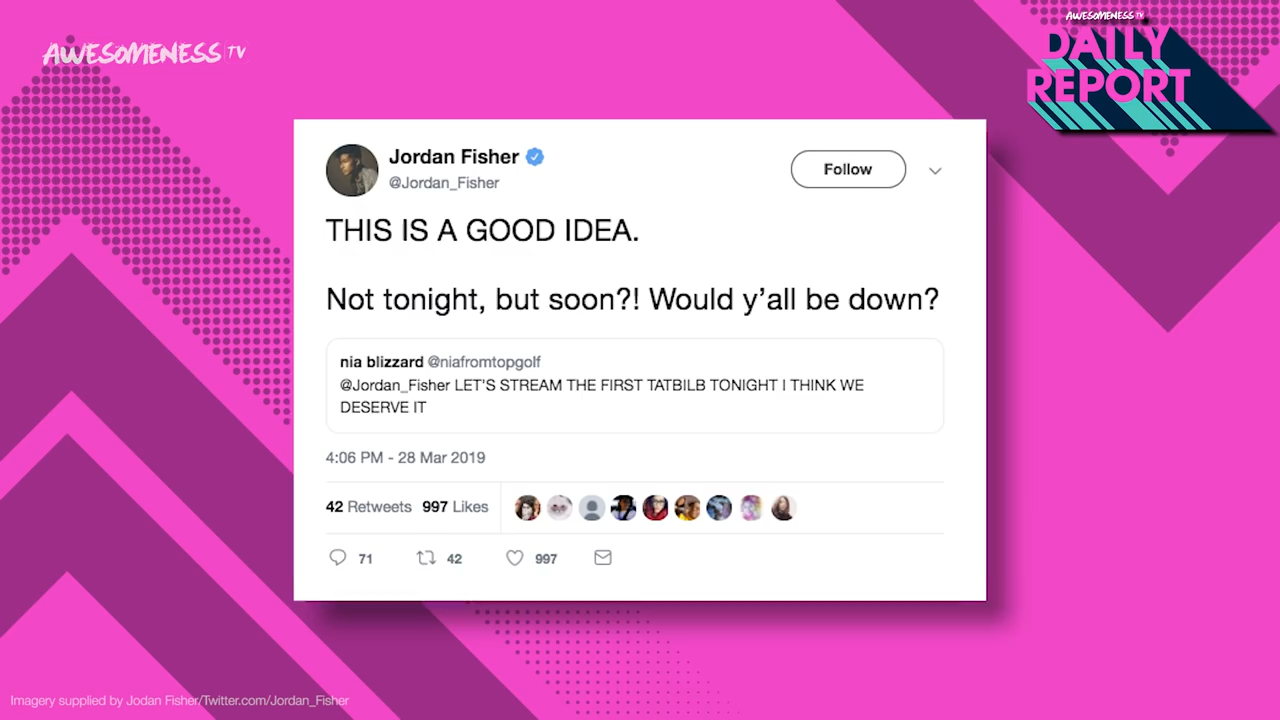 AWESOMENESS TV
AWESOMENESS TV
DAILY
REPORT
Jordan Fisher
@Jordan_Fisher
Follow
THIS IS A GOOD IDEA.
Not tonight, but soon?! Would y'all be down?
nia blizzard @niafromtopgolf
@Jordan_Fisher LET'S STREAM THE FIRST TATBILB TONIGHT I THINK WE
DESERVE IT
4:06 PM - 28 Mar 2019
42 Retweets 997 Likes
71 42 997
Imagery supplied by Jodan Fisher/Twitter.com/Jordan_Fisher